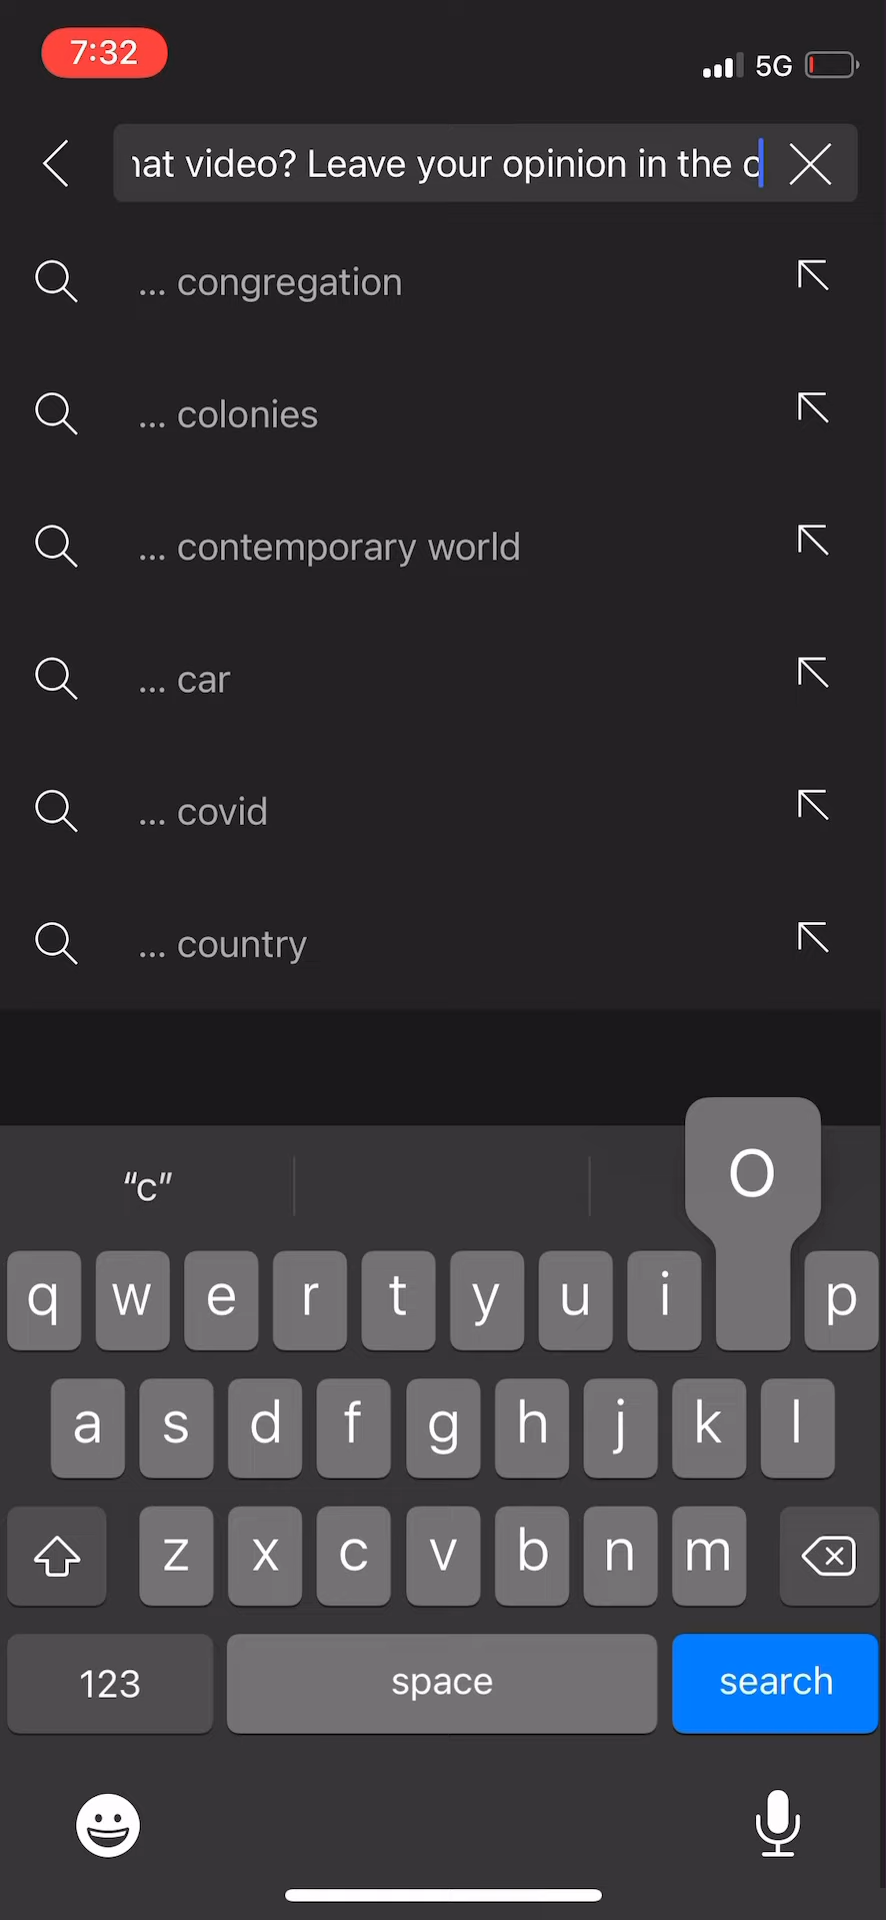 7:32
5G
hat video? Leave your opinion in the c
... congregation
... colonies
... contemporary world
... car
... covid
... country
“c”
O
q w e r t y u i p
a s d f g h j k l
z x c v b n m
123 space search